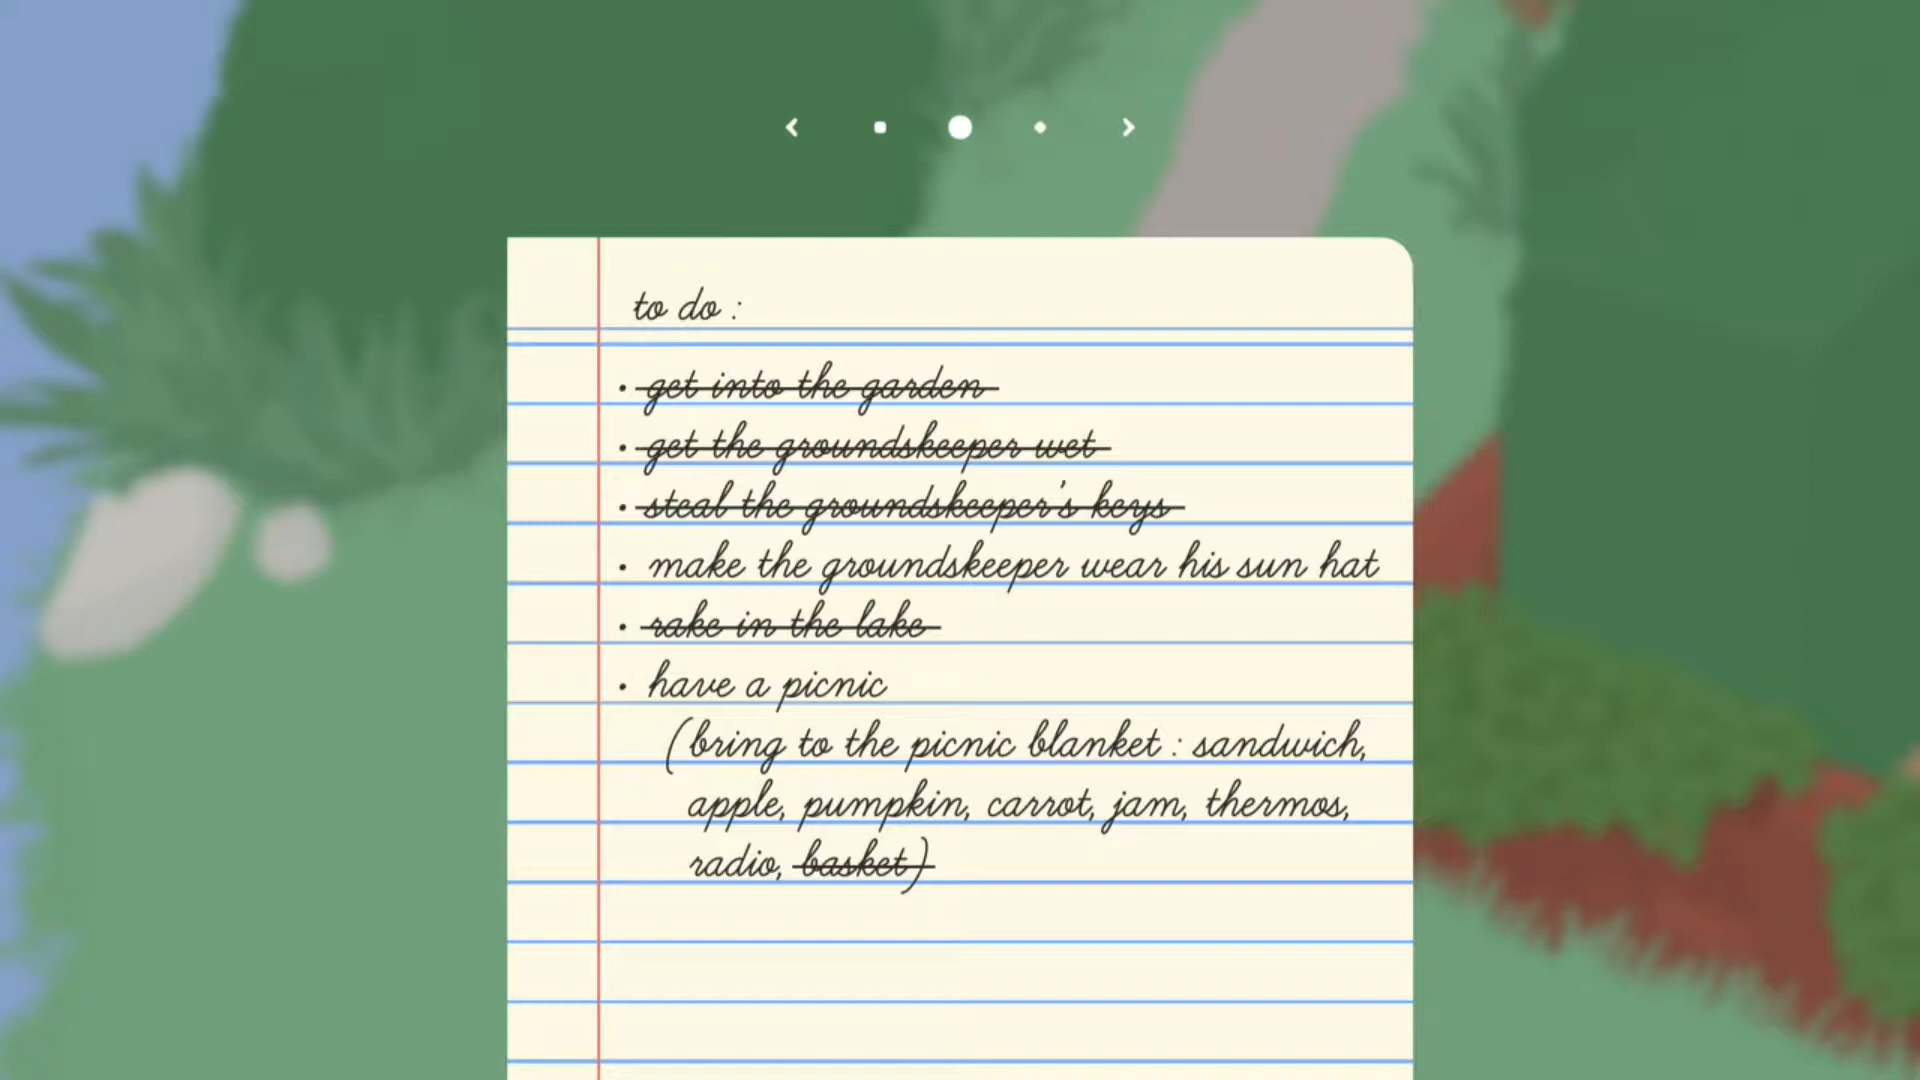 to do :
• get into the garden
• get the groundskeeper wet
• steal the groundskeeper's keys
• make the groundskeeper wear his sun hat
• rake in the lake
• have a picnic
(bring to the picnic blanket : sandwich,
apple, pumpkin, carrot, jam, thermos,
radio, basket)